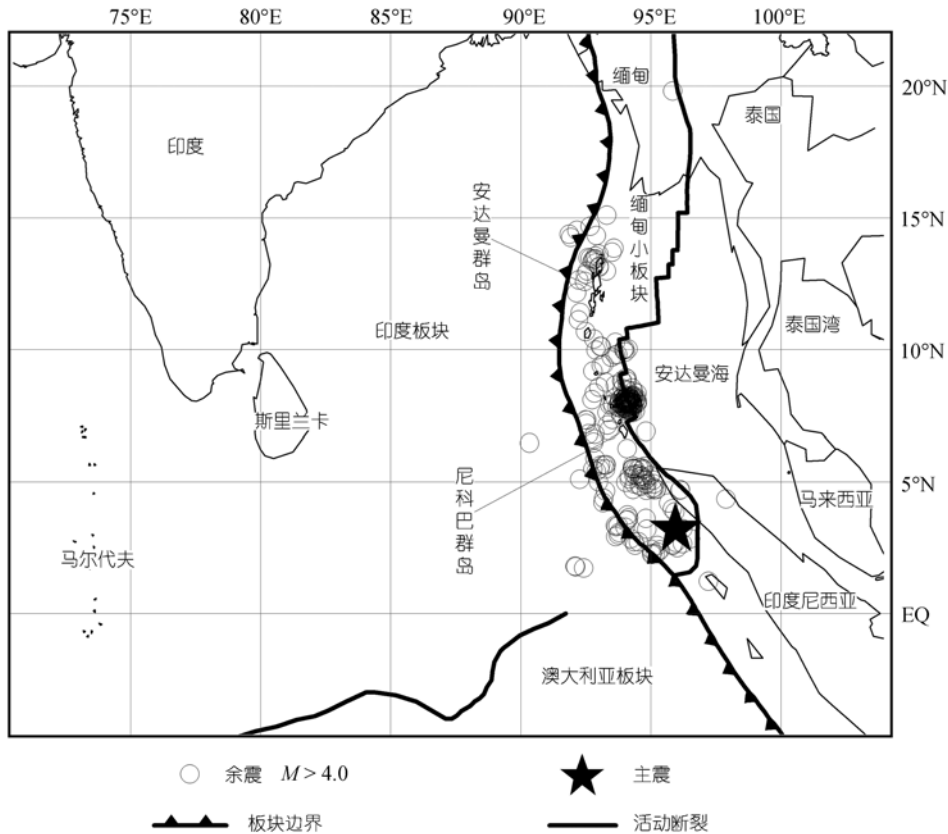 75°E 80°E 85°E 90°E 95°E 100°E
缅甸
20°N
泰国
印度
15°N
安达曼群岛
缅甸小板块
印度板块
泰国湾
10°N
安达曼海
斯里兰卡
5°N
尼科巴群岛
马来西亚
马尔代夫
印度尼西亚
EQ
澳大利亚板块
余震 M > 4.0
主震
板块边界
活动断裂